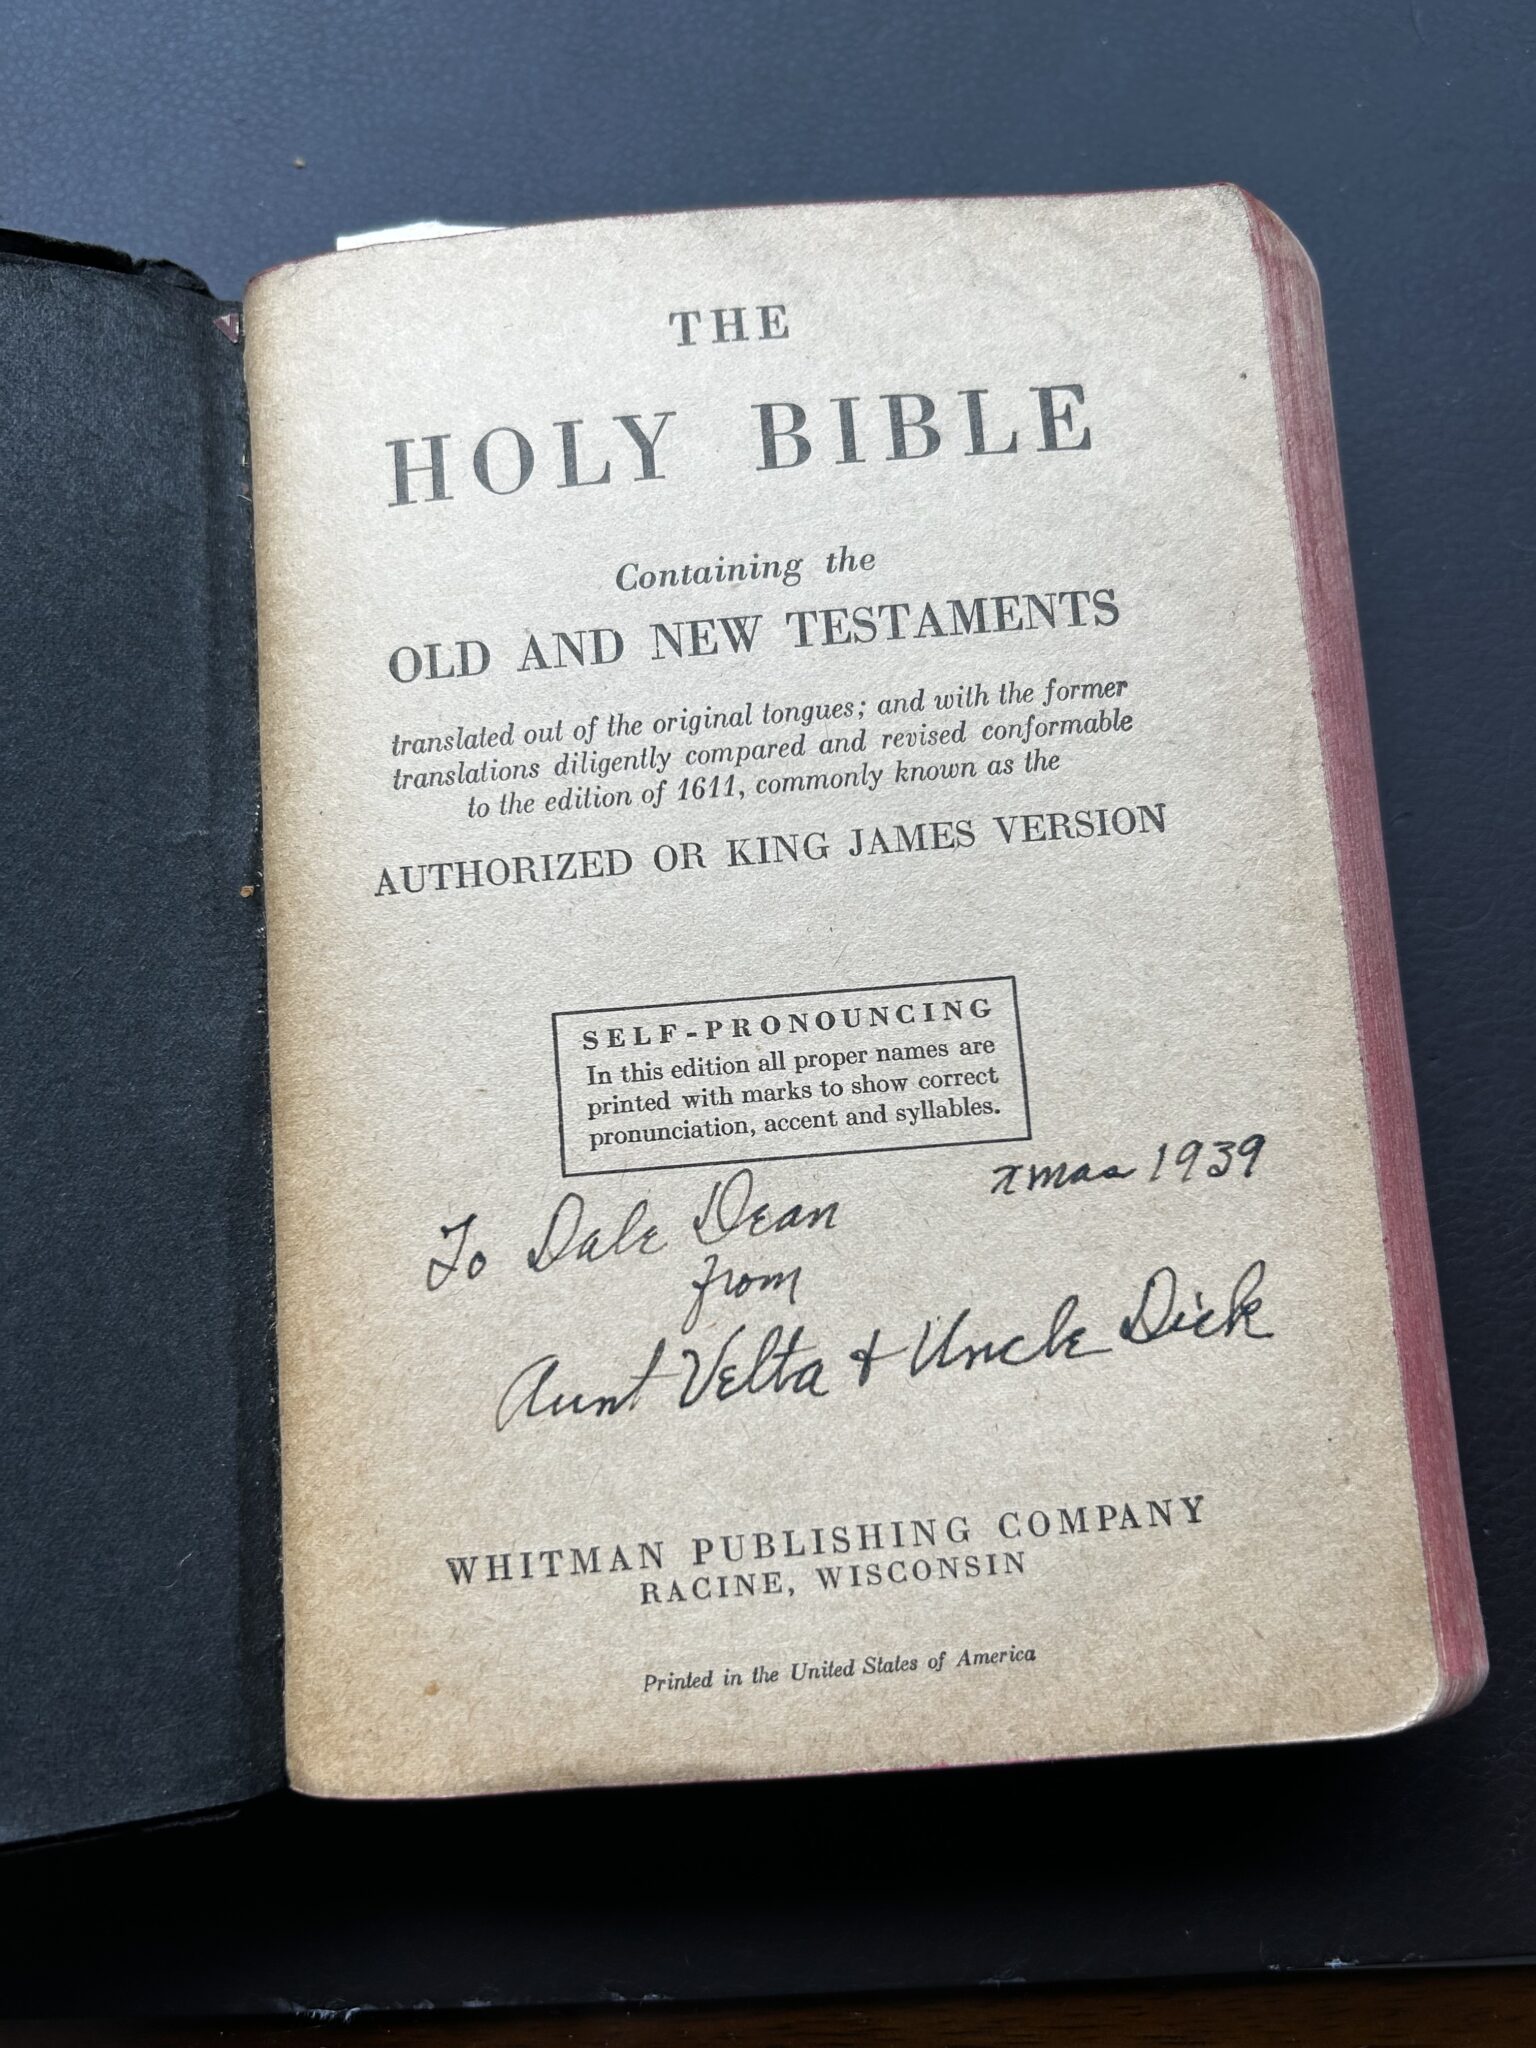 THE
HOLY BIBLE
Containing the
OLD AND NEW TESTAMENTS
translated out of the original tongues; and with the former
translations diligently compared and revised conformable
to the edition of 1611, commonly known as the
AUTHORIZED OR KING JAMES VERSION
SELF-PRONOUNCING
In this edition all proper names are
printed with marks to show correct
pronunciation, accent and syllables.
xmas 1939
To Dale Dean
from
Aunt Velta + Uncle Dick
WHITMAN PUBLISHING COMPANY
RACINE, WISCONSIN
Printed in the United States of America